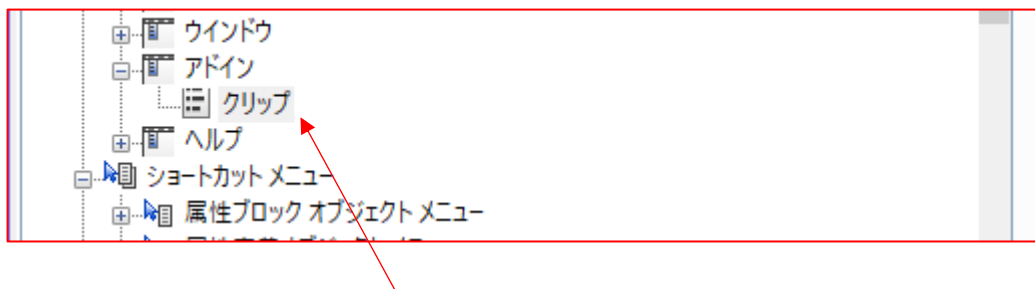 ウインドウ
アドイン
クリップ
ヘルプ
ショートカット メニュー
属性ブロック オブジェクト メニュー